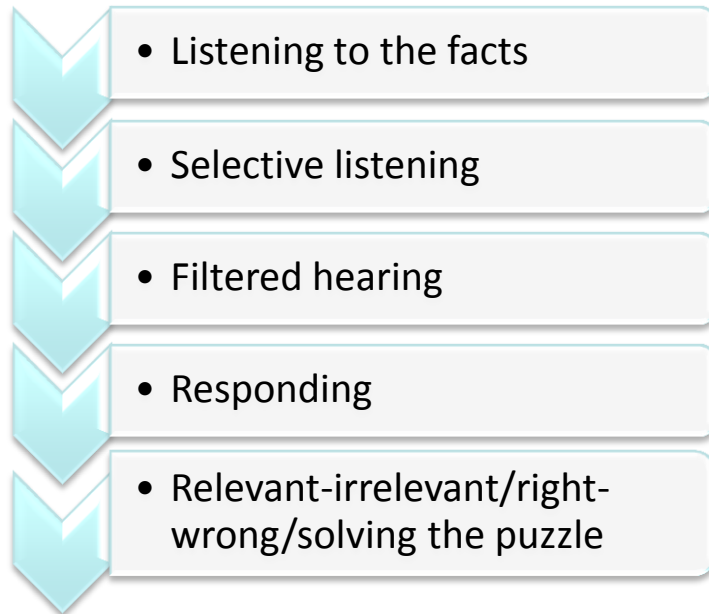 • Listening to the facts
• Selective listening
• Filtered hearing
• Responding
• Relevant-irrelevant/right-
wrong/solving the puzzle